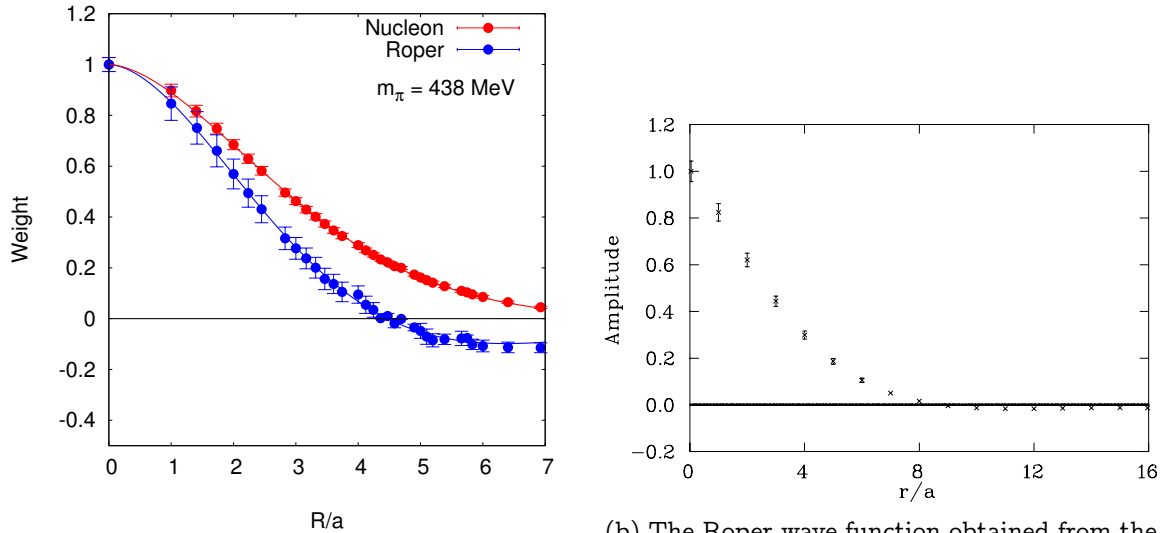 1.2
1
0.8
0.6
0.4
0.2
0
-0.2
-0.4
Weight
Nucleon
Roper
mπ = 438 MeV
0 1 2 3 4 5 6 7
R/a
1.2
1.0
0.8
0.6
0.4
0.2
0.0
−0.2
Amplitude
0 4 8 12 16
r/a
(b) The Roper wave function obtained from the